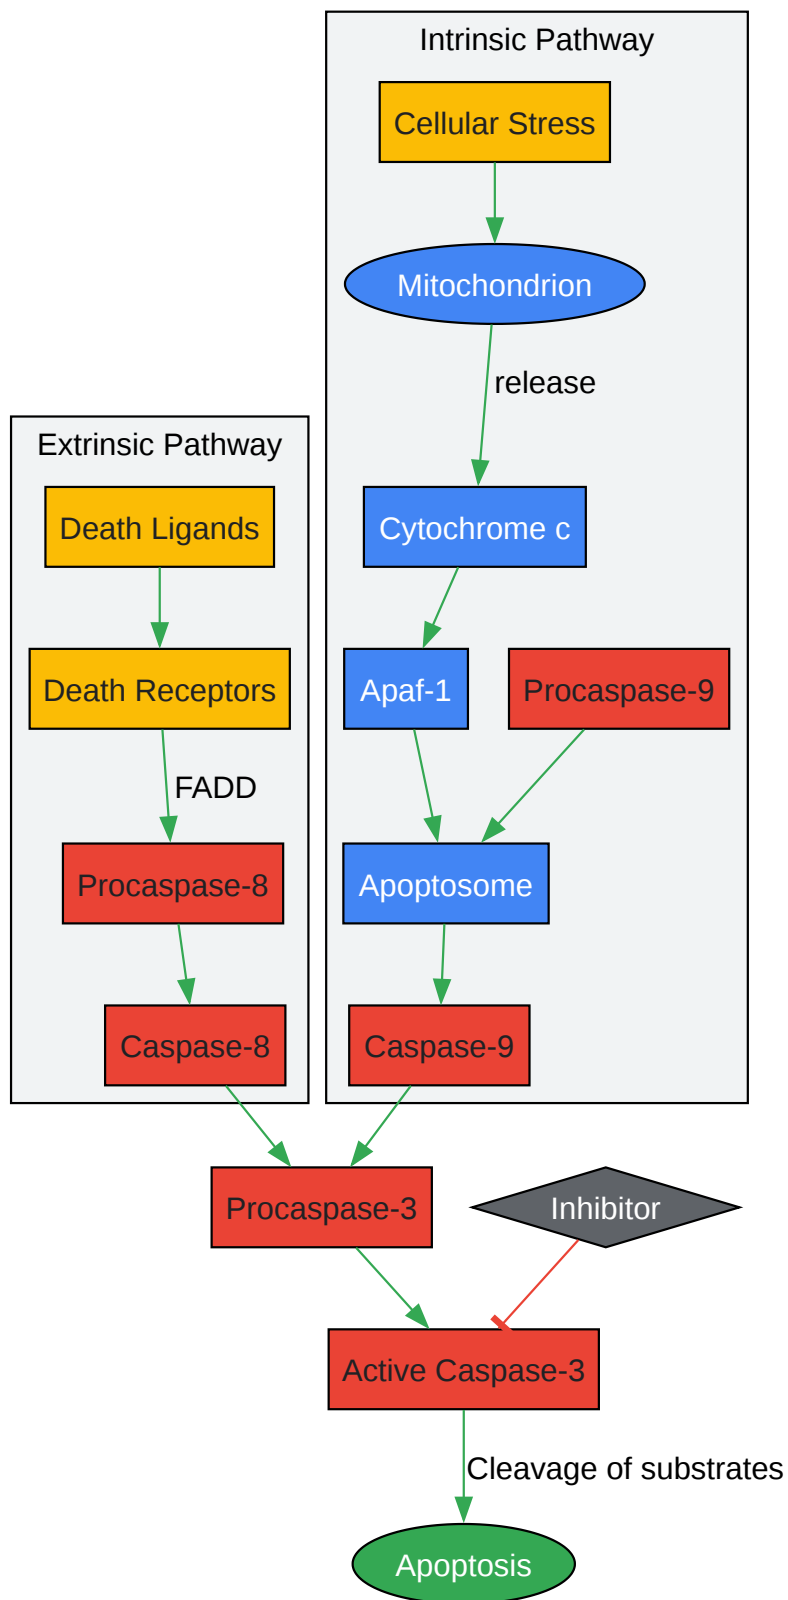 Intrinsic Pathway
Cellular Stress
Mitochondrion
release
Extrinsic Pathway
Death Ligands
Cytochrome c
Death Receptors
Apaf-1
Procaspase-9
FADD
Procaspase-8
Apoptosome
Caspase-8
Caspase-9
Procaspase-3
Inhibitor
Active Caspase-3
Cleavage of substrates
Apoptosis